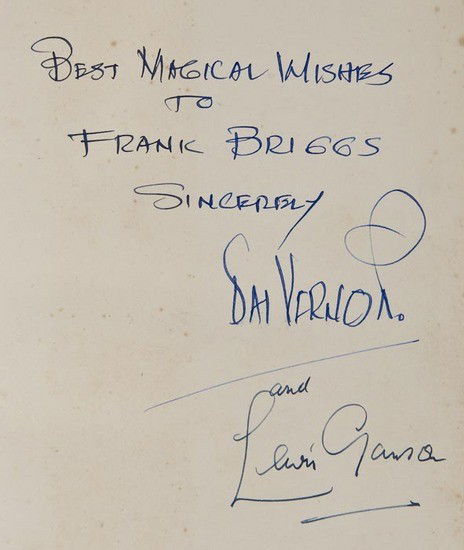 BEST MAGICAL WISHES
TO
FRANK BRIGGS
SINCERELY
DAI VERNON.
and
Lewis Ganson